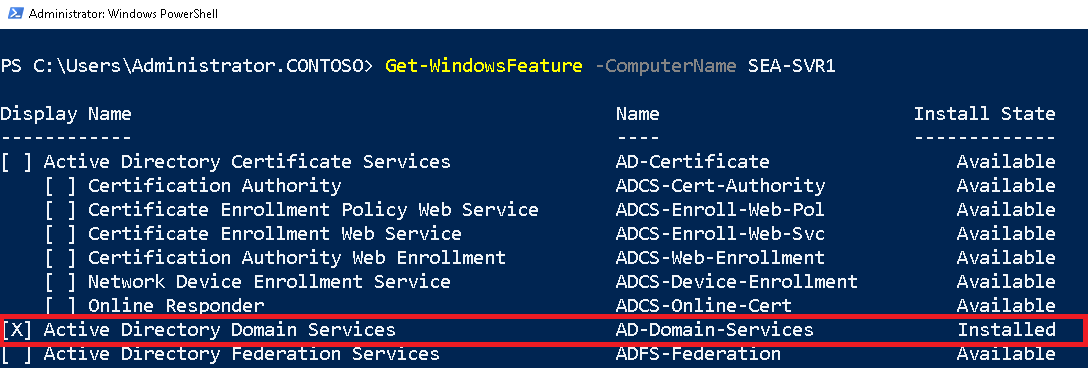 Administrator: Windows PowerShell
PS C:\Users\Administrator.CONTOSO> Get-WindowsFeature -ComputerName SEA-SVR1
Display Name Name Install State
------------ ---- -------------
[ ] Active Directory Certificate Services AD-Certificate Available
[ ] Certification Authority ADCS-Cert-Authority Available
[ ] Certificate Enrollment Policy Web Service ADCS-Enroll-Web-Pol Available
[ ] Certificate Enrollment Web Service ADCS-Enroll-Web-Svc Available
[ ] Certification Authority Web Enrollment ADCS-Web-Enrollment Available
[ ] Network Device Enrollment Service ADCS-Device-Enrollment Available
[ ] Online Responder ADCS-Online-Cert Available
[X] Active Directory Domain Services AD-Domain-Services Installed
[ ] Active Directory Federation Services ADFS-Federation Available